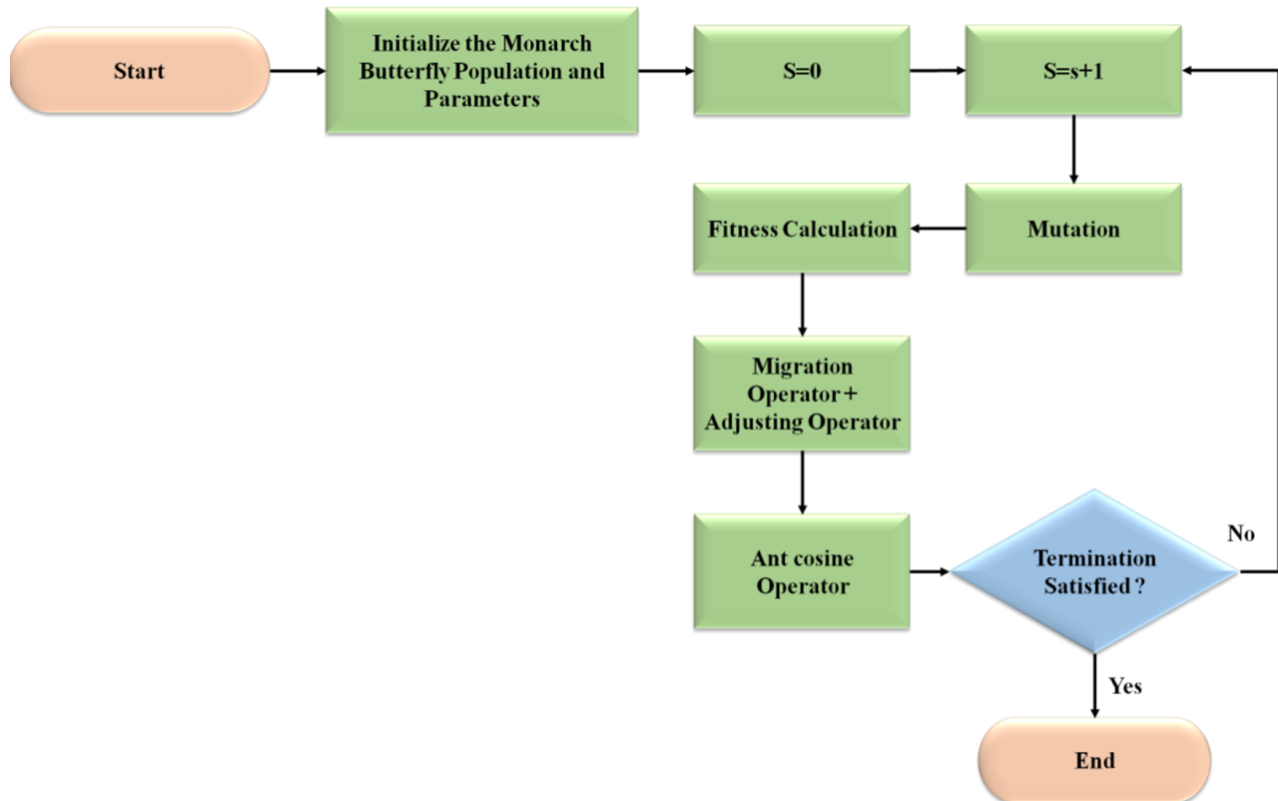 Start
Initialize the Monarch
Butterfly Population and
Parameters
S=0
S=s+1
Mutation
Fitness Calculation
Migration
Operator +
Adjusting Operator
Ant cosine
Operator
Termination
Satisfied ?
No
Yes
End